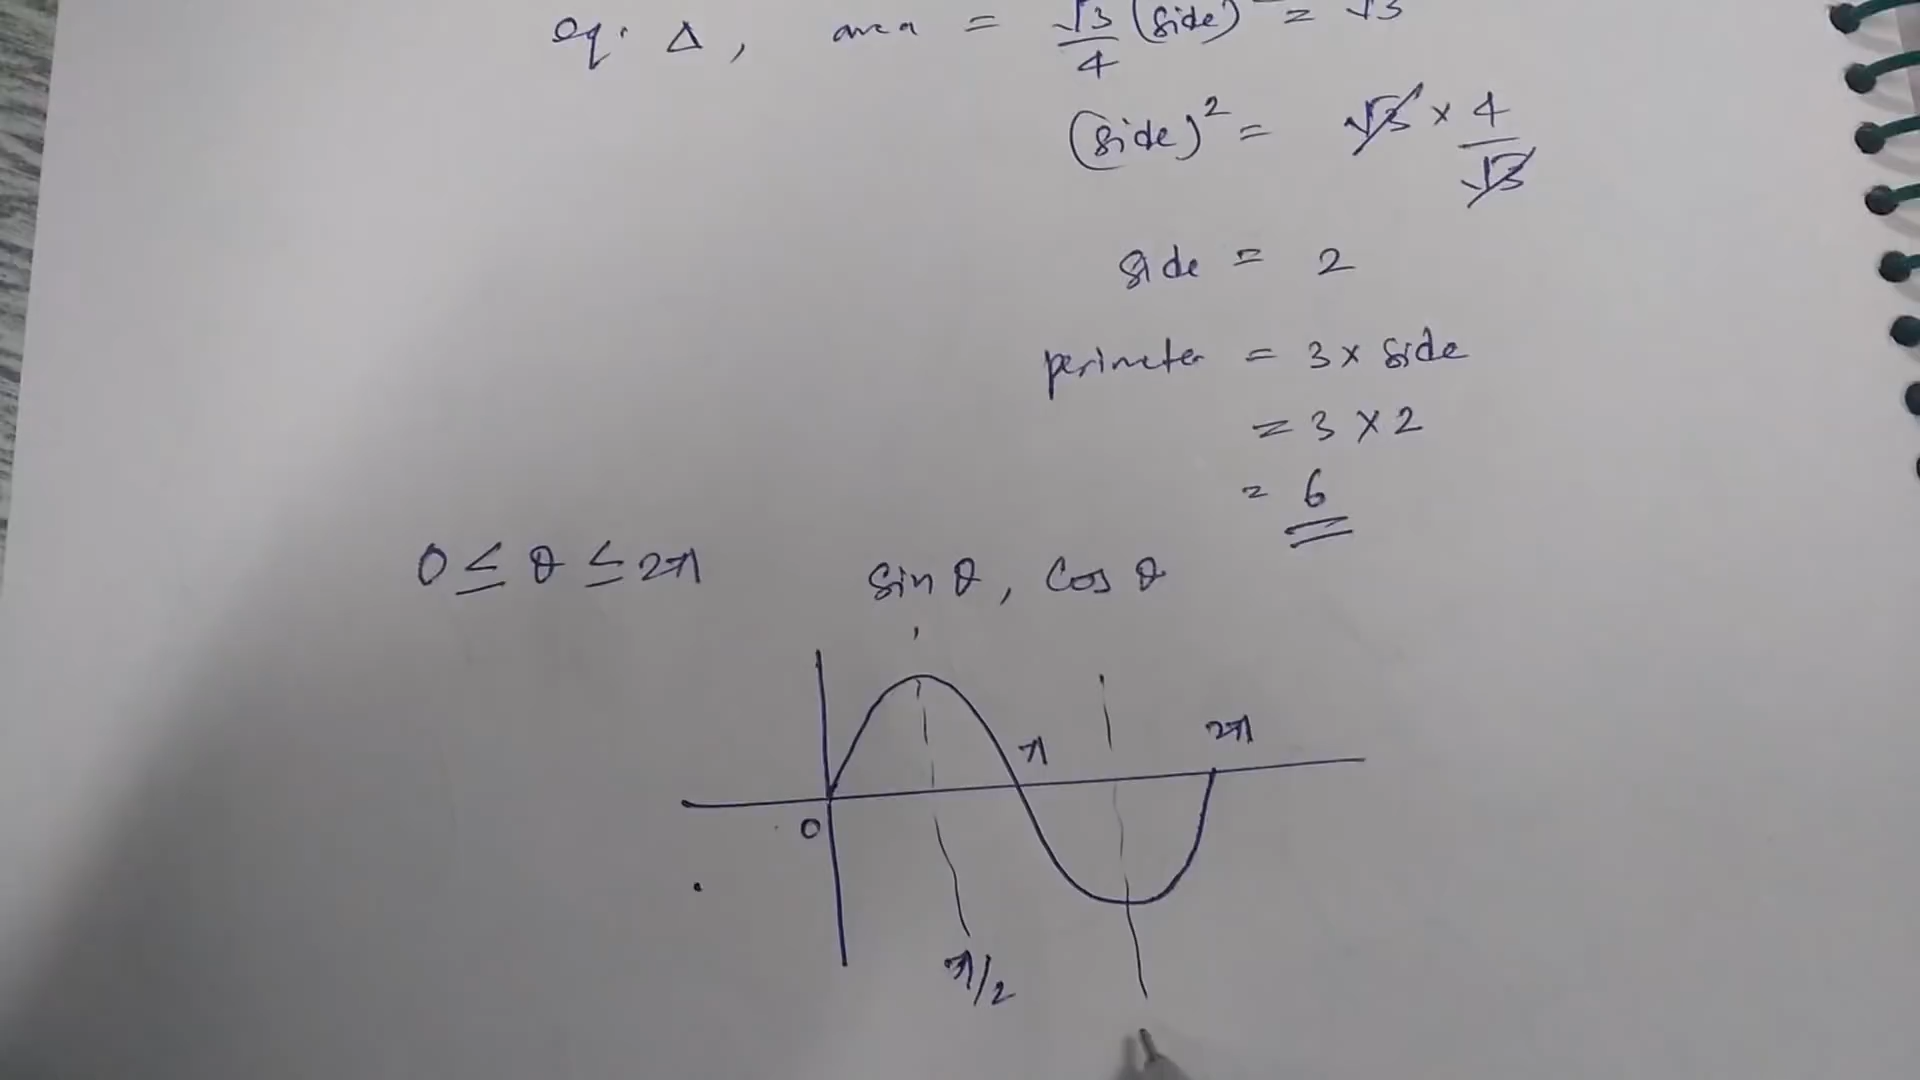 eq. Δ, area = √3/4 (side)² = √3
(side)² = √3 × 4/√3
side = 2
perimeter = 3 × side
= 3 × 2
= 6
0 ≤ θ ≤ 2π sin θ, cos θ
π 2π
0
π/2